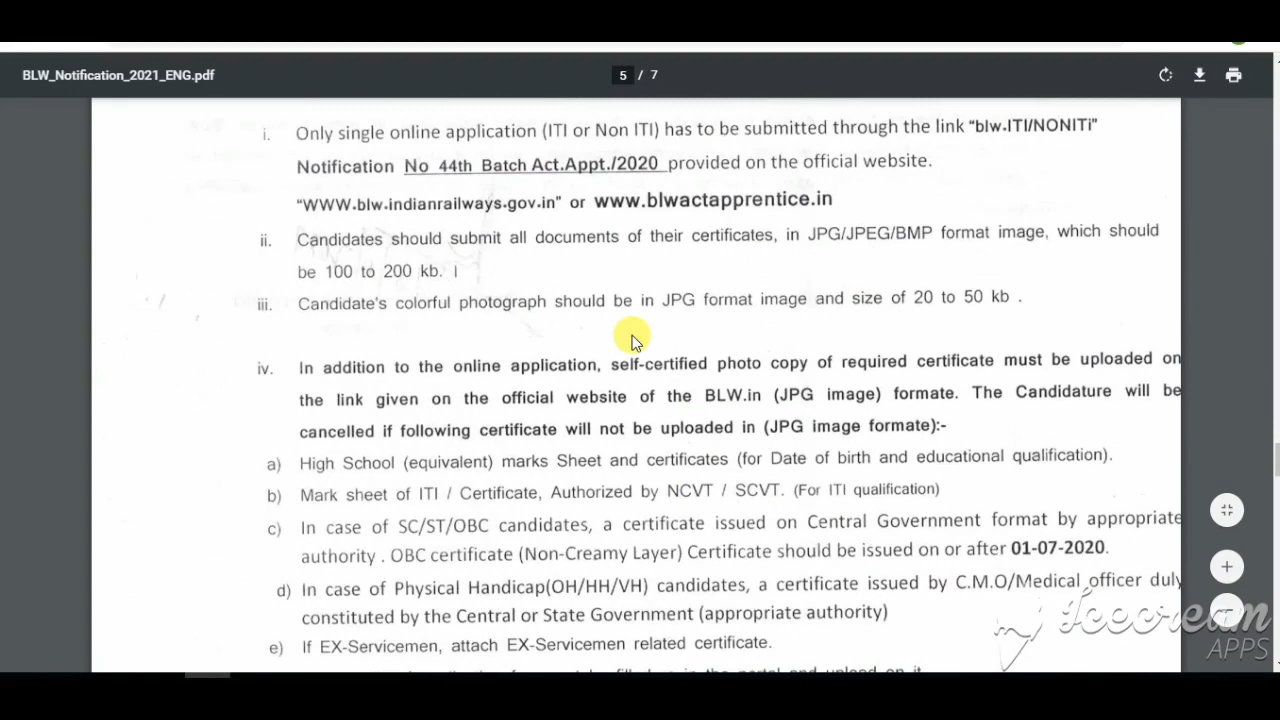 BLW_Notification_2021_ENG.pdf
5 / 7
i. Only single online application (ITI or Non ITI) has to be submitted through the link “blw.ITI/NONITi”
Notification No 44th Batch Act.Appt./2020 provided on the official website.
“WWW.blw.indianrailways.gov.in” or www.blwactapprentice.in
ii. Candidates should submit all documents of their certificates, in JPG/JPEG/BMP format image, which should
be 100 to 200 kb. l
iii. Candidate's colorful photograph should be in JPG format image and size of 20 to 50 kb .
iv. In addition to the online application, self-certified photo copy of required certificate must be uploaded on
the link given on the official website of the BLW.in (JPG image) formate. The Candidature will be
cancelled if following certificate will not be uploaded in (JPG image formate):-
a) High School (equivalent) marks Sheet and certificates (for Date of birth and educational qualification).
b) Mark sheet of ITI / Certificate, Authorized by NCVT / SCVT. (For ITI qualification)
c) In case of SC/ST/OBC candidates, a certificate issued on Central Government format by appropriate
authority . OBC certificate (Non-Creamy Layer) Certificate should be issued on or after 01-07-2020.
d) In case of Physical Handicap(OH/HH/VH) candidates, a certificate issued by C.M.O/Medical officer duly
constituted by the Central or State Government (appropriate authority)
e) If EX-Servicemen, attach EX-Servicemen related certificate.
Icecream
APPS